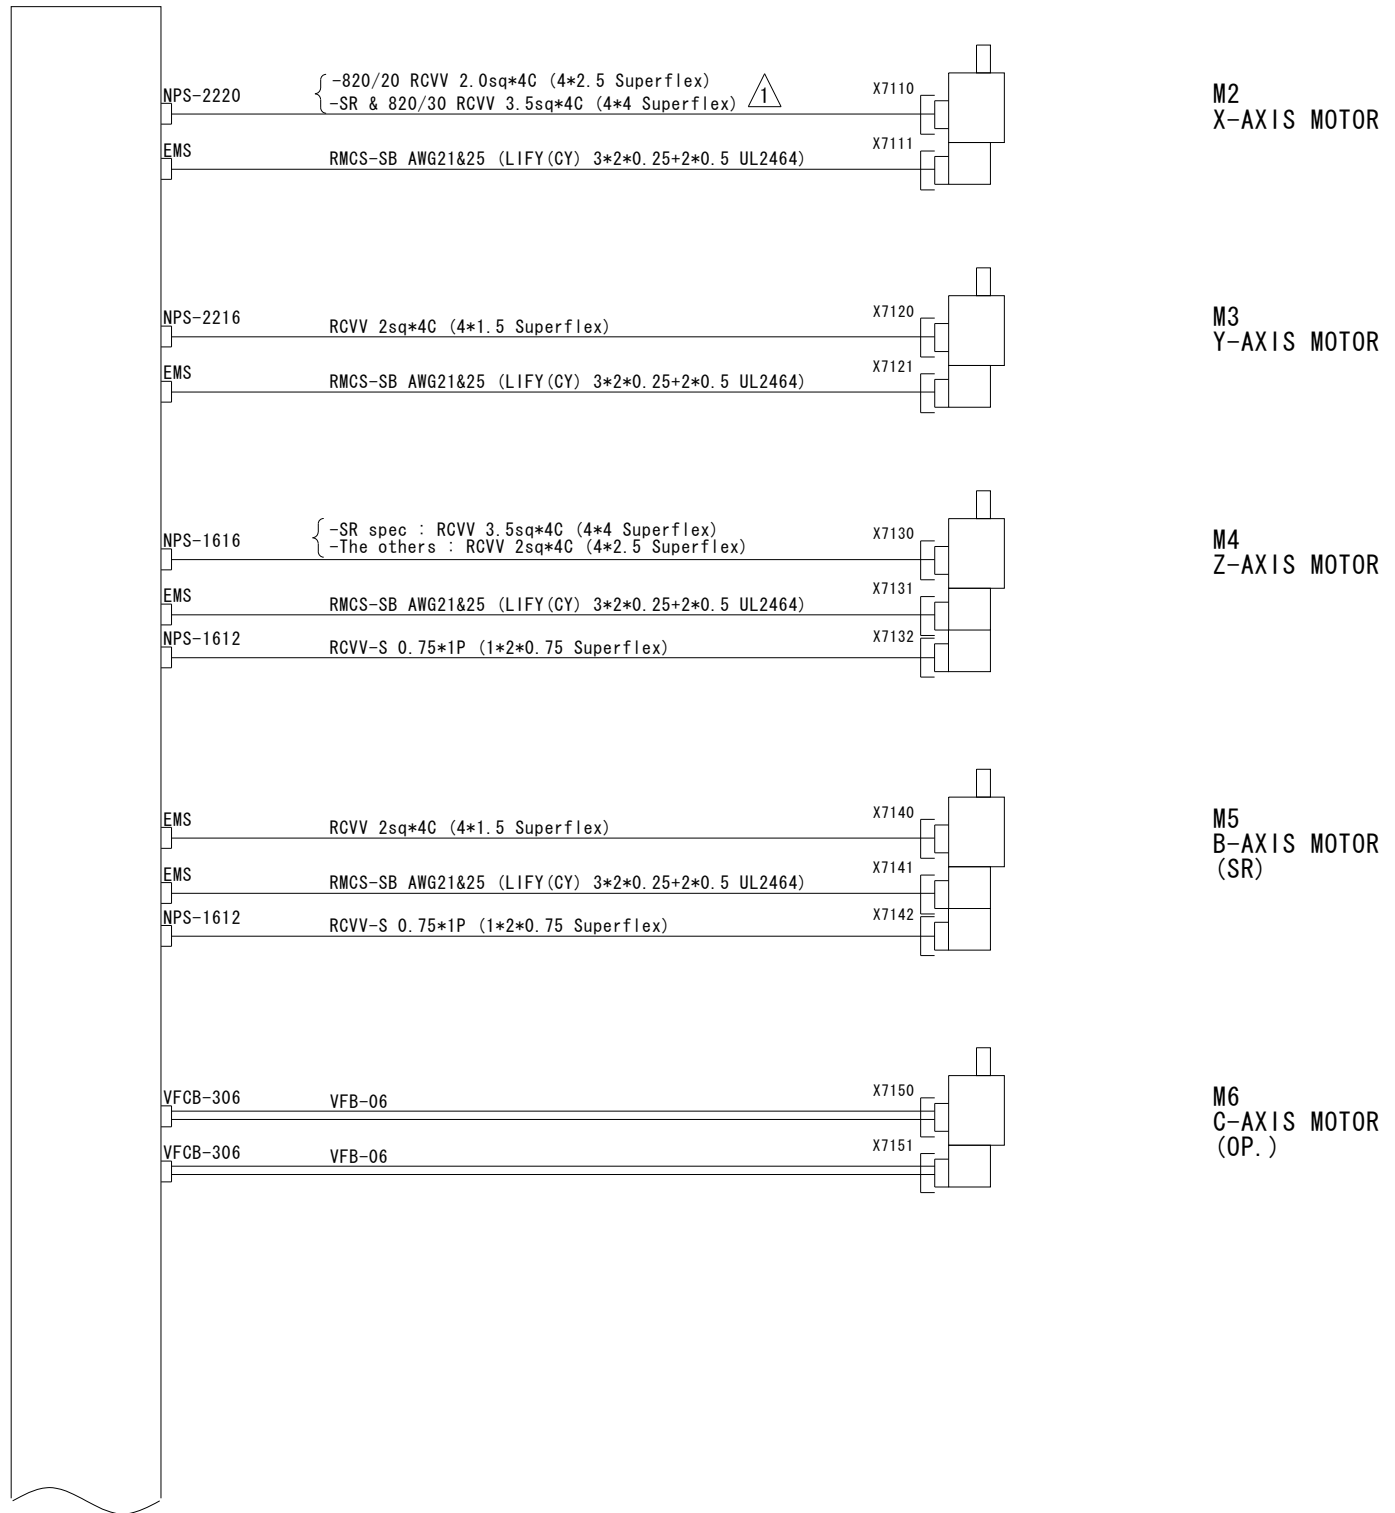 NPS-2220
-820/20 RCVV 2.0sq*4C (4*2.5 Superflex)
-SR & 820/30 RCVV 3.5sq*4C (4*4 Superflex)
1
X7110
M2
X-AXIS MOTOR
EMS
RMCS-SB AWG21&25 (LIFY(CY) 3*2*0.25+2*0.5 UL2464)
X7111
NPS-2216
RCVV 2sq*4C (4*1.5 Superflex)
X7120
M3
Y-AXIS MOTOR
EMS
RMCS-SB AWG21&25 (LIFY(CY) 3*2*0.25+2*0.5 UL2464)
X7121
NPS-1616
-SR spec : RCVV 3.5sq*4C (4*4 Superflex)
-The others : RCVV 2sq*4C (4*2.5 Superflex)
X7130
M4
Z-AXIS MOTOR
EMS
RMCS-SB AWG21&25 (LIFY(CY) 3*2*0.25+2*0.5 UL2464)
X7131
NPS-1612
RCVV-S 0.75*1P (1*2*0.75 Superflex)
X7132
EMS
RCVV 2sq*4C (4*1.5 Superflex)
X7140
M5
B-AXIS MOTOR
(SR)
EMS
RMCS-SB AWG21&25 (LIFY(CY) 3*2*0.25+2*0.5 UL2464)
X7141
NPS-1612
RCVV-S 0.75*1P (1*2*0.75 Superflex)
X7142
VFCB-306
VFB-06
X7150
M6
C-AXIS MOTOR
(OP.)
VFCB-306
VFB-06
X7151